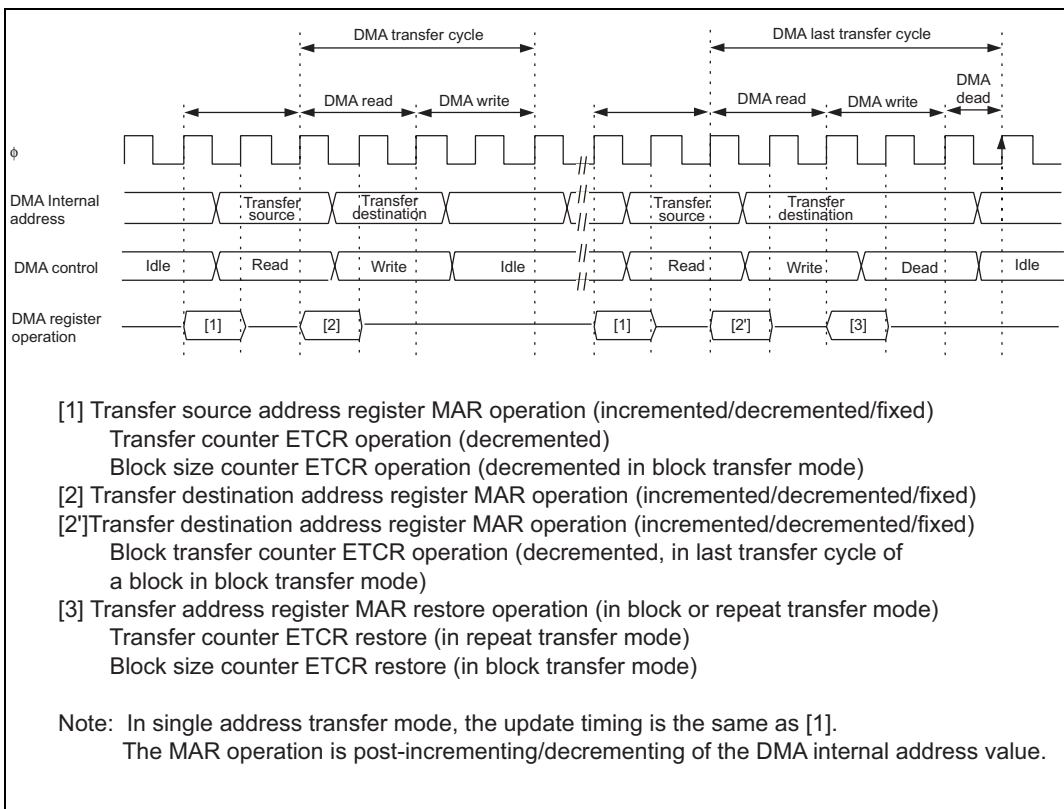 DMA transfer cycle
DMA last transfer cycle
DMA read
DMA write
DMA read
DMA write
DMA
dead
ϕ
DMA Internal
address
Transfer
source
Transfer
destination
Transfer
source
Transfer
destination
DMA control
Idle
Read
Write
Idle
Read
Write
Dead
Idle
DMA register
operation
[1]
[2]
[1]
[2']
[3]
[1] Transfer source address register MAR operation (incremented/decremented/fixed)
Transfer counter ETCR operation (decremented)
Block size counter ETCR operation (decremented in block transfer mode)
[2] Transfer destination address register MAR operation (incremented/decremented/fixed)
[2']Transfer destination address register MAR operation (incremented/decremented/fixed)
Block transfer counter ETCR operation (decremented, in last transfer cycle of
a block in block transfer mode)
[3] Transfer address register MAR restore operation (in block or repeat transfer mode)
Transfer counter ETCR restore (in repeat transfer mode)
Block size counter ETCR restore (in block transfer mode)
Note: In single address transfer mode, the update timing is the same as [1].
The MAR operation is post-incrementing/decrementing of the DMA internal address value.